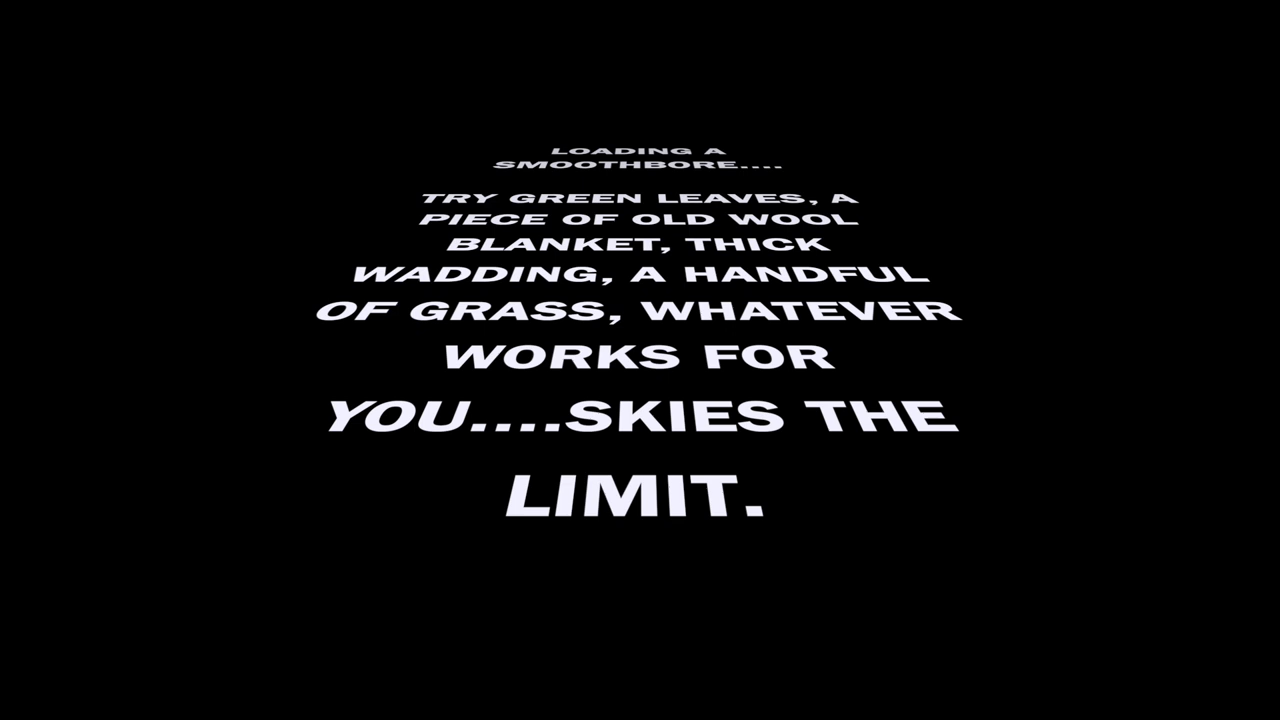 LOADING A
SMOOTHBORE....
TRY GREEN LEAVES, A
PIECE OF OLD WOOL
BLANKET, THICK
WADDING, A HANDFUL
OF GRASS, WHATEVER
WORKS FOR
YOU....SKIES THE
LIMIT.